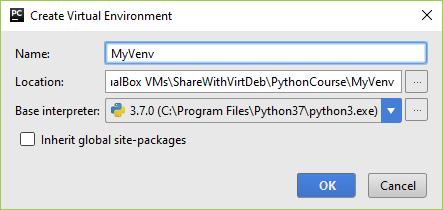 PC Create Virtual Environment
Name: MyVenv
Location: ıalBox VMs\ShareWithVirtDeb\PythonCourse\MyVenv ...
Base interpreter: 3.7.0 (C:\Program Files\Python37\python3.exe) ...
Inherit global site-packages
OK Cancel